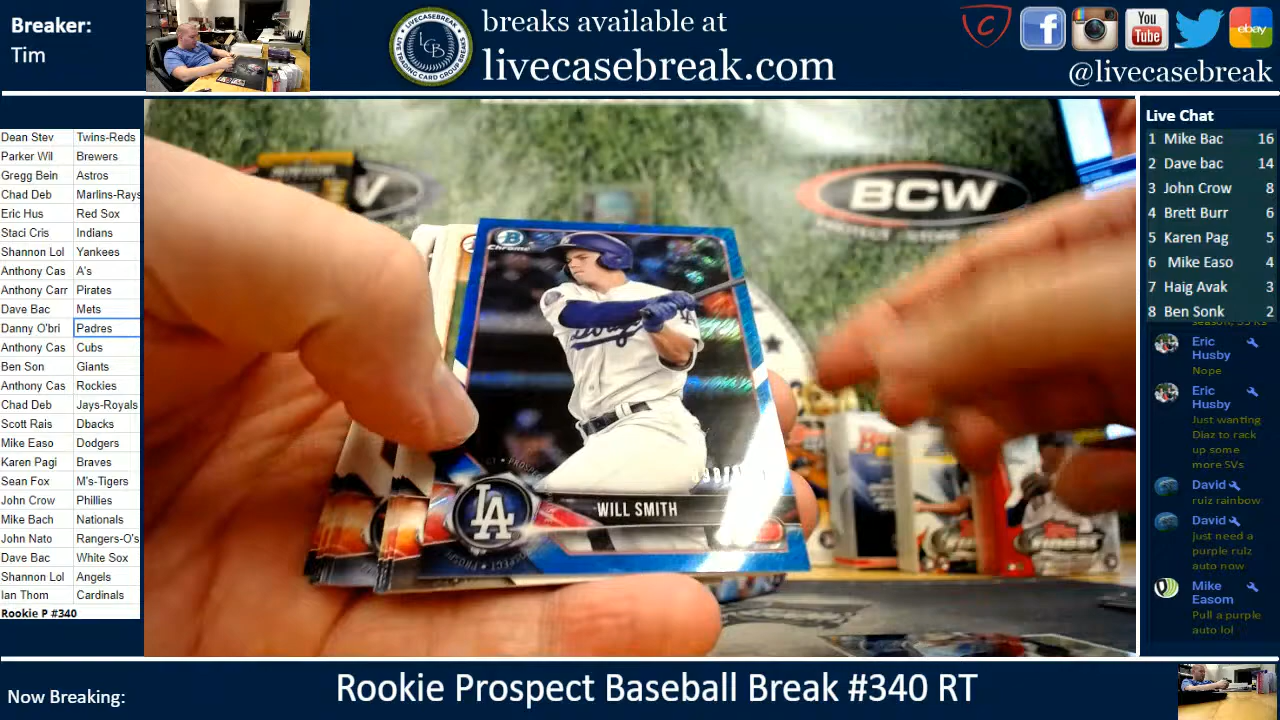 Breaker:
Tim
LCB
breaks available at
livecasebreak.com
You
Tube
ebay
@livecasebreak
Dean Stev Twins-Reds
Parker Wil Brewers
Gregg Bein Astros
Chad Deb Marlins-Rays
Eric Hus Red Sox
Staci Cris Indians
Shannon Lol Yankees
Anthony Cas A's
Anthony Carr Pirates
Dave Bac Mets
Danny O'bri Padres
Anthony Cas Cubs
Ben Son Giants
Anthony Cas Rockies
Chad Deb Jays-Royals
Scott Rais Dbacks
Mike Easo Dodgers
Karen Pagi Braves
Sean Fox M's-Tigers
John Crow Phillies
Mike Bach Nationals
John Nato Rangers-O's
Dave Bac White Sox
Shannon Lol Angels
Ian Thom Cardinals
Rookie P #340
BCW
B
Chrome
LA
WILL SMITH
Live Chat
1 Mike Bac 16
2 Dave bac 14
3 John Crow 8
4 Brett Burr 6
5 Karen Pag 5
6 Mike Easo 4
7 Haig Avak 3
8 Ben Sonk 2
Eric
Husby
Nope
Eric
Husby
Just wanting
Diaz to rack
up some
more SVs
David
ruiz rainbow
David
just need a
purple ruiz
auto now
Mike
Easom
Pull a purple
auto lol
Now Breaking:
Rookie Prospect Baseball Break #340 RT